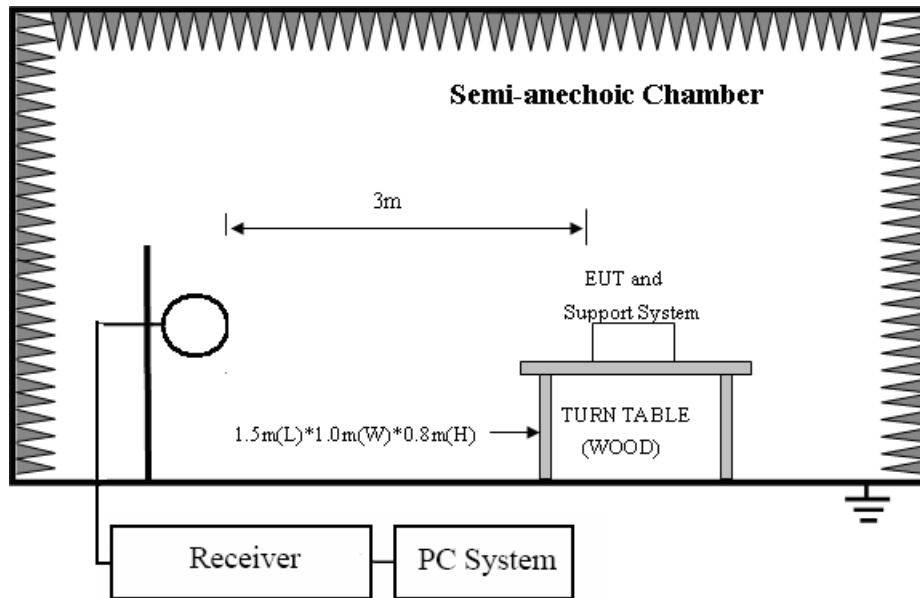 Semi-anechoic Chamber
3m
EUT and
Support System
1.5m(L)*1.0m(W)*0.8m(H)
TURN TABLE
(WOOD)
Receiver
PC System